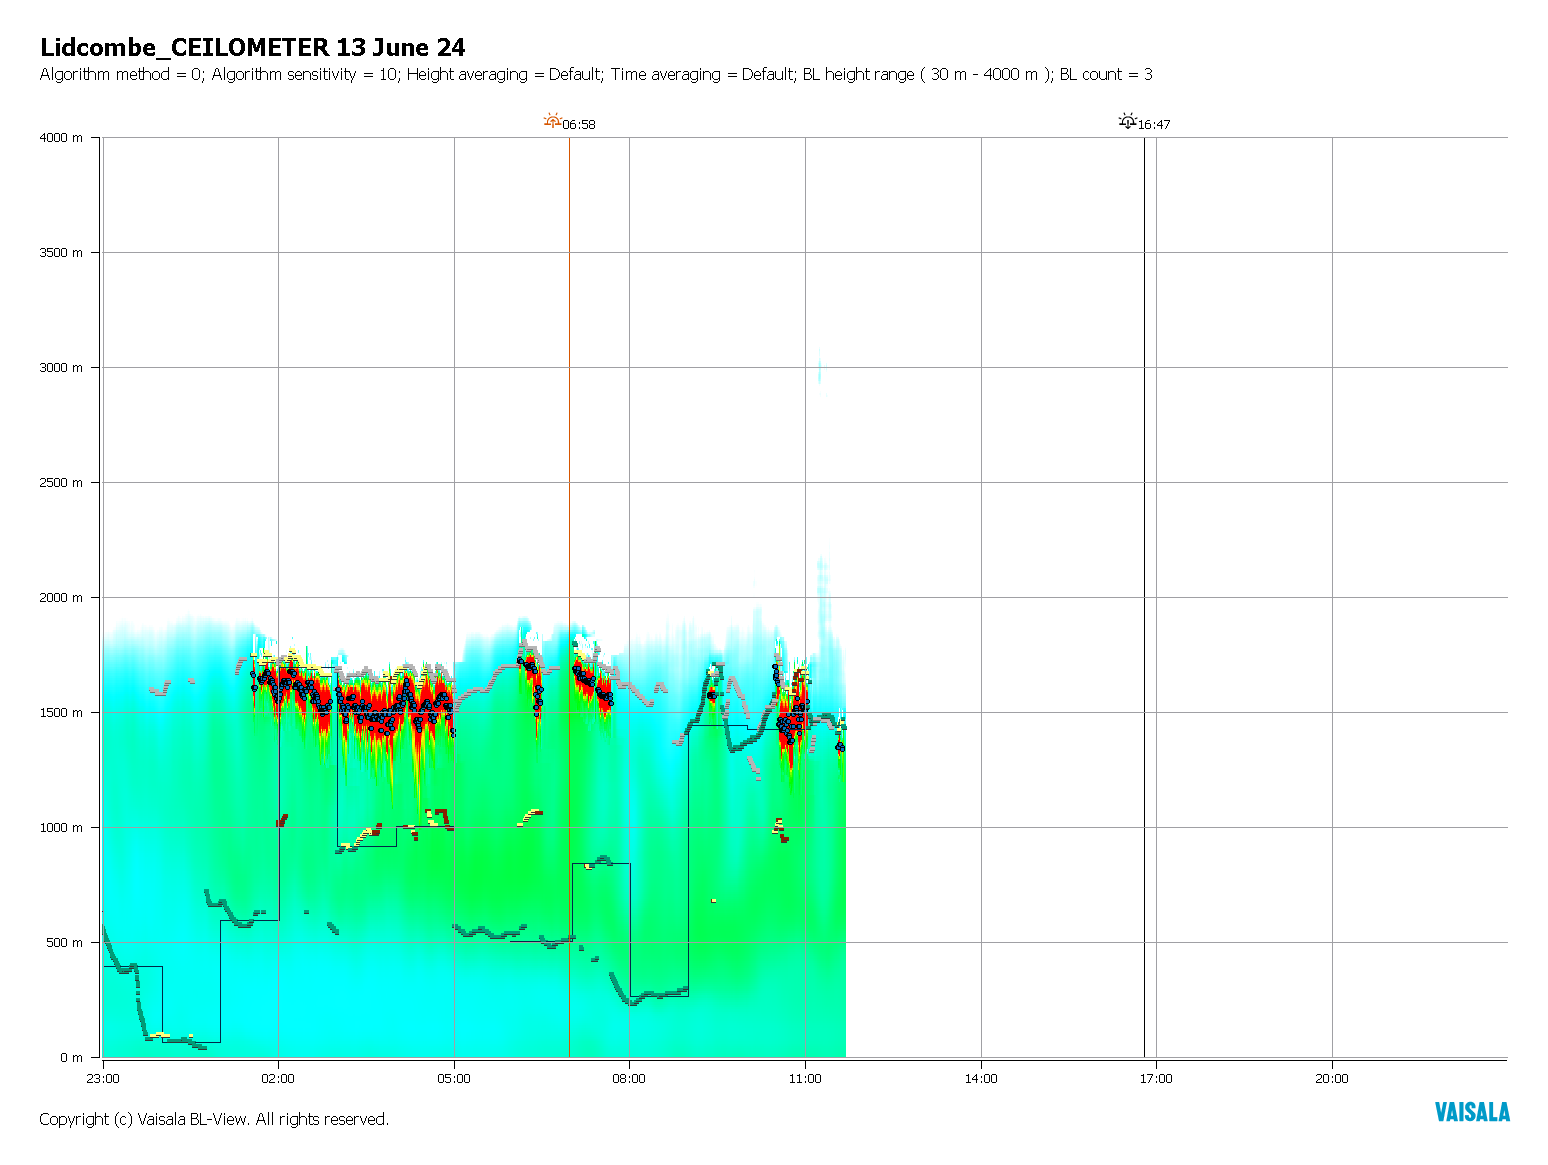 Lidcombe_CEILOMETER 13 June 24
Algorithm method = 0; Algorithm sensitivity = 10; Height averaging = Default; Time averaging = Default; BL height range ( 30 m - 4000 m ); BL count = 3
06:58
16:47
4000 m
3500 m
3000 m
2500 m
2000 m
1500 m
1000 m
500 m
0 m
23:00 02:00 05:00 08:00 11:00 14:00 17:00 20:00
Copyright (c) Vaisala BL-View. All rights reserved.
VAISALA